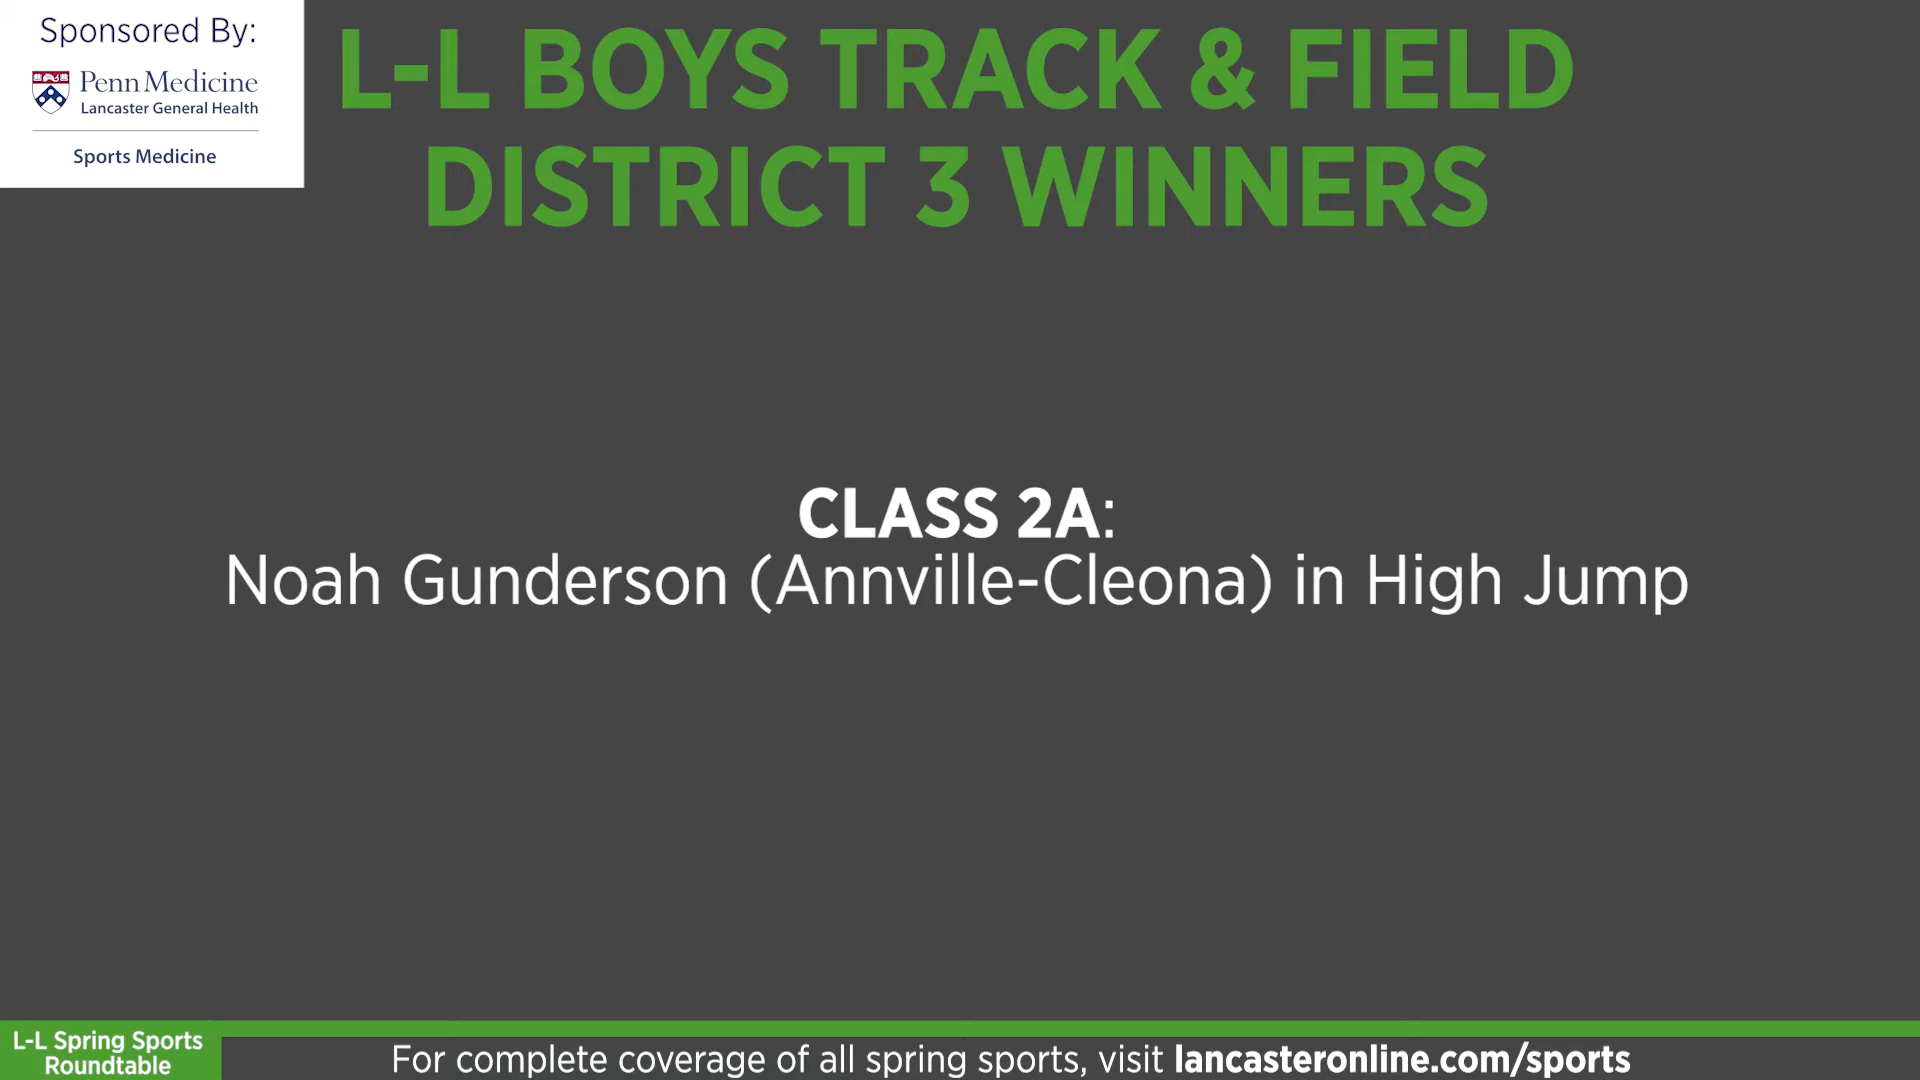 Sponsored By:
Penn Medicine
Lancaster General Health
Sports Medicine
L-L BOYS TRACK & FIELD
DISTRICT 3 WINNERS
CLASS 2A:
Noah Gunderson (Annville-Cleona) in High Jump
L-L Spring Sports
Roundtable
For complete coverage of all spring sports, visit lancasteronline.com/sports